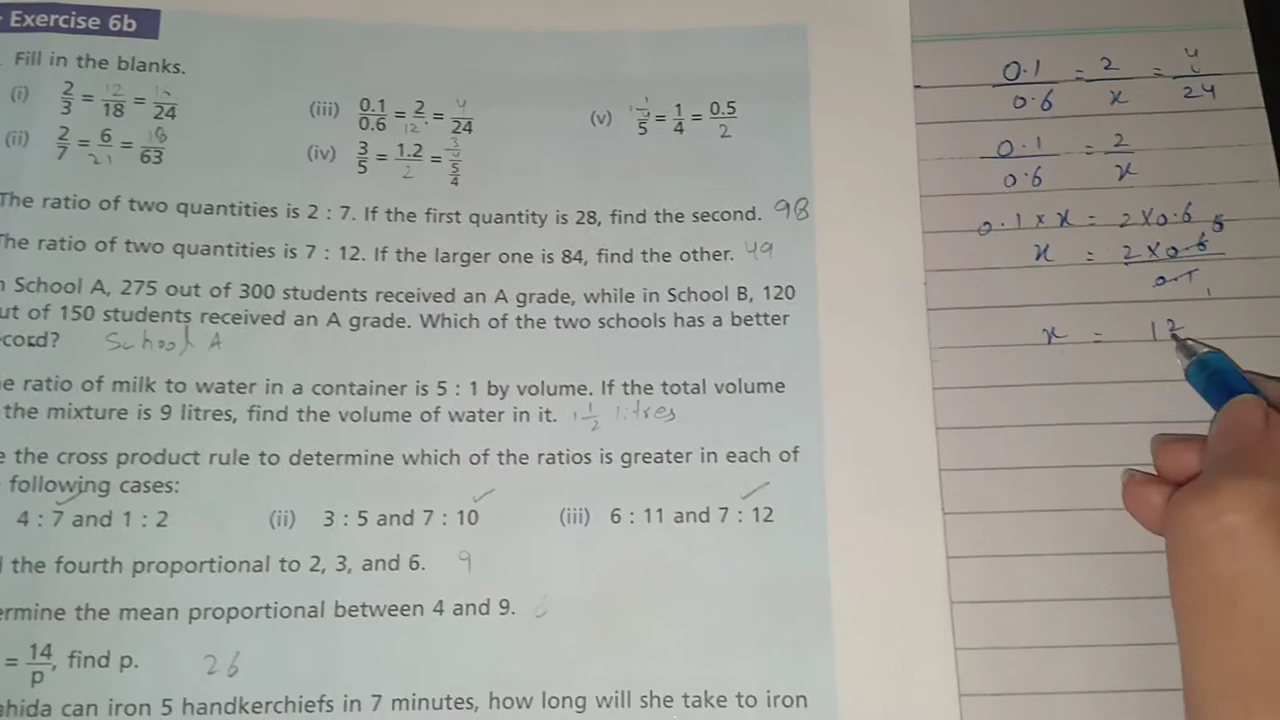 Exercise 6b
Fill in the blanks.
(i) 2/3 = 12/18 = /24
(iii) 0.1/0.6 = 2/12 = 4/24
(v) /5 = 1/4 = 0.5/2
(ii) 2/7 = 6/21 = 18/63
(iv) 3/5 = 1.2/2 = /5/4
The ratio of two quantities is 2 : 7. If the first quantity is 28, find the second. 98
The ratio of two quantities is 7 : 12. If the larger one is 84, find the other. 49
n School A, 275 out of 300 students received an A grade, while in School B, 120
ut of 150 students received an A grade. Which of the two schools has a better
cord? School A
e ratio of milk to water in a container is 5 : 1 by volume. If the total volume
the mixture is 9 litres, find the volume of water in it. 1 1/2 litres
e the cross product rule to determine which of the ratios is greater in each of
following cases:
4 : 7 and 1 : 2 (ii) 3 : 5 and 7 : 10 (iii) 6 : 11 and 7 : 12
the fourth proportional to 2, 3, and 6. 9
ermine the mean proportional between 4 and 9. 6
= 14/p, find p. 26
ahida can iron 5 handkerchiefs in 7 minutes, how long will she take to iron
0.1/0.6 = 2/x = y/24
0.1/0.6 = 2/x
0.1 × x = 2 × 0.6
x = 2 × 0.6/0.1
x = 12